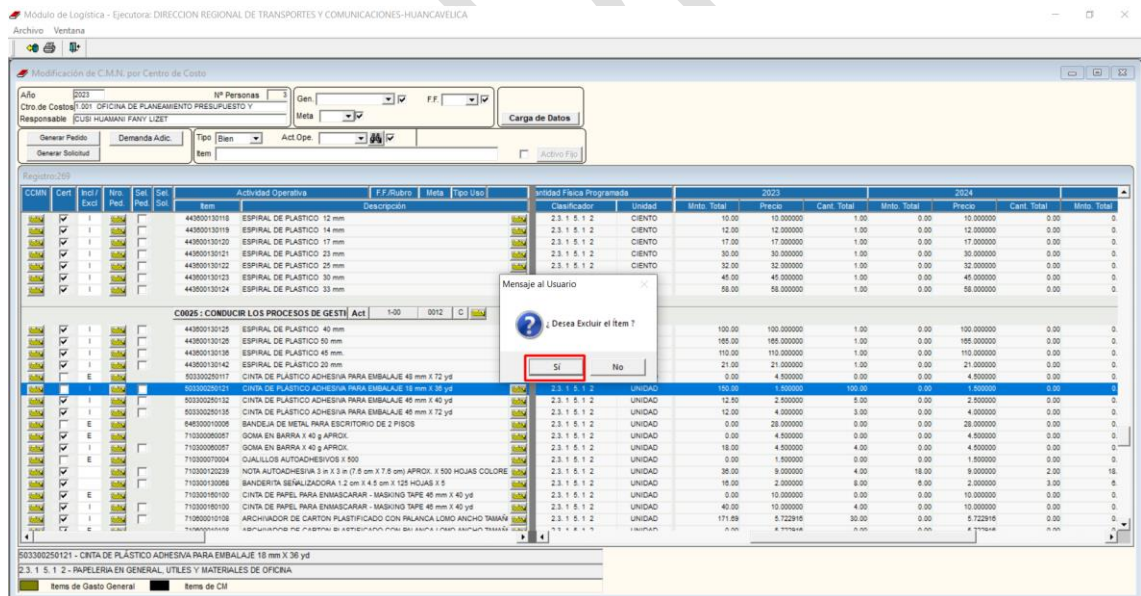 Módulo de Logística - Ejecutora: DIRECCION REGIONAL DE TRANSPORTES Y COMUNICACIONES-HUANCAVELICA
Archivo Ventana
Modificación de C.M.N. por Centro de Costo
Año 2023 Nº Personas 3 Gen. F.F.
Ctro.de Costos 1.001 OFICINA DE PLANEAMIENTO PRESUPUESTO Y Meta
Responsable CUSI HUAMANI FANY LIZET Carga de Datos
Generar Pedido Demanda Adic. Tipo Bien Act.Ope.
Generar Solicitud Item Activo Fijo
Registro:269
CCMN Cert Incl / Nro. Sel. Sel. Actividad Operativa F.F./Rubro Meta Tipo Uso antidad Física Programada 2023 2024
Excl Ped. Ped. Sol. Item Descripción Clasificador Unidad Mnto. Total Precio Cant. Total Mnto. Total Precio Cant. Total Mnto. Total
I 443600130118 ESPIRAL DE PLASTICO 12 mm 2.3. 1 5. 1 2 CIENTO 10.00 10.000000 1.00 0.00 10.000000 0.00 0.
I 443600130119 ESPIRAL DE PLASTICO 14 mm 2.3. 1 5. 1 2 CIENTO 12.00 12.000000 1.00 0.00 12.000000 0.00 0.
I 443600130120 ESPIRAL DE PLASTICO 17 mm 2.3. 1 5. 1 2 CIENTO 17.00 17.000000 1.00 0.00 17.000000 0.00 0.
I 443600130121 ESPIRAL DE PLASTICO 23 mm 2.3. 1 5. 1 2 CIENTO 30.00 30.000000 1.00 0.00 30.000000 0.00 0.
I 443600130122 ESPIRAL DE PLASTICO 25 mm 2.3. 1 5. 1 2 CIENTO 32.00 32.000000 1.00 0.00 32.000000 0.00 0.
I 443600130123 ESPIRAL DE PLASTICO 30 mm 45.00 45.000000 1.00 0.00 45.000000 0.00 0.
I 443600130124 ESPIRAL DE PLASTICO 33 mm 58.00 58.000000 1.00 0.00 58.000000 0.00 0.
Mensaje al Usuario
¿ Desea Excluir el Ítem ?
Sí No
C0025 : CONDUCIR LOS PROCESOS DE GESTI Act 1-00 0012 C
I 443600130125 ESPIRAL DE PLASTICO 40 mm 100.00 100.000000 1.00 0.00 100.000000 0.00 0.
I 443600130126 ESPIRAL DE PLASTICO 50 mm 165.00 165.000000 1.00 0.00 165.000000 0.00 0.
I 443600130136 ESPIRAL DE PLASTICO 45 mm. 110.00 110.000000 1.00 0.00 110.000000 0.00 0.
I 443600130142 ESPIRAL DE PLASTICO 20 mm 21.00 21.000000 1.00 0.00 21.000000 0.00 0.
E 503300250117 CINTA DE PLÁSTICO ADHESIVA PARA EMBALAJE 48 mm X 72 yd 0.00 4.500000 0.00 0.00 4.500000 0.00 0.
I 503300250121 CINTA DE PLÁSTICO ADHESIVA PARA EMBALAJE 18 mm X 36 yd 2.3. 1 5. 1 2 UNIDAD 150.00 1.500000 100.00 0.00 1.500000 0.00 0.
I 503300250132 CINTA DE PLÁSTICO ADHESIVA PARA EMBALAJE 46 mm X 40 yd 2.3. 1 5. 1 2 UNIDAD 12.50 2.500000 5.00 0.00 2.500000 0.00 0.
I 503300250135 CINTA DE PLÁSTICO ADHESIVA PARA EMBALAJE 46 mm X 72 yd 2.3. 1 5. 1 2 UNIDAD 12.00 4.000000 3.00 0.00 4.000000 0.00 0.
E 646300010006 BANDEJA DE METAL PARA ESCRITORIO DE 2 PISOS 2.3. 1 5. 1 2 UNIDAD 0.00 28.000000 0.00 0.00 28.000000 0.00 0.
E 710300060057 GOMA EN BARRA X 40 g APROX. 2.3. 1 5. 1 2 UNIDAD 0.00 4.500000 0.00 0.00 4.500000 0.00 0.
I 710300060057 GOMA EN BARRA X 40 g APROX. 2.3. 1 5. 1 2 UNIDAD 18.00 4.500000 4.00 0.00 4.500000 0.00 0.
E 710300070004 OJALILLOS AUTOADHESIVOS X 500 2.3. 1 5. 1 2 UNIDAD 0.00 1.500000 0.00 0.00 1.500000 0.00 0.
710300120239 NOTA AUTOADHESIVA 3 in X 3 in (7.6 cm X 7.6 cm) APROX. X 500 HOJAS COLORE 2.3. 1 5. 1 2 UNIDAD 36.00 9.000000 4.00 18.00 9.000000 2.00 18.
710300130068 BANDERITA SEÑALIZADORA 1.2 cm X 4.5 cm X 125 HOJAS X 5 2.3. 1 5. 1 2 UNIDAD 16.00 2.000000 8.00 6.00 2.000000 3.00 6.
E 710300160100 CINTA DE PAPEL PARA ENMASCARAR - MASKING TAPE 46 mm X 40 yd 2.3. 1 5. 1 2 UNIDAD 0.00 10.000000 0.00 0.00 10.000000 0.00 0.
I 710300160100 CINTA DE PAPEL PARA ENMASCARAR - MASKING TAPE 46 mm X 40 yd 2.3. 1 5. 1 2 UNIDAD 40.00 10.000000 4.00 0.00 10.000000 0.00 0.
I 710600010108 ARCHIVADOR DE CARTON PLASTIFICADO CON PALANCA LOMO ANCHO TAMAÑ 2.3. 1 5. 1 2 UNIDAD 171.69 5.722916 30.00 0.00 5.722916 0.00 0.
503300250121 - CINTA DE PLÁSTICO ADHESIVA PARA EMBALAJE 18 mm X 36 yd
2.3. 1 5. 1 2 - PAPELERIA EN GENERAL, UTILES Y MATERIALES DE OFICINA
Items de Gasto General Items de CM